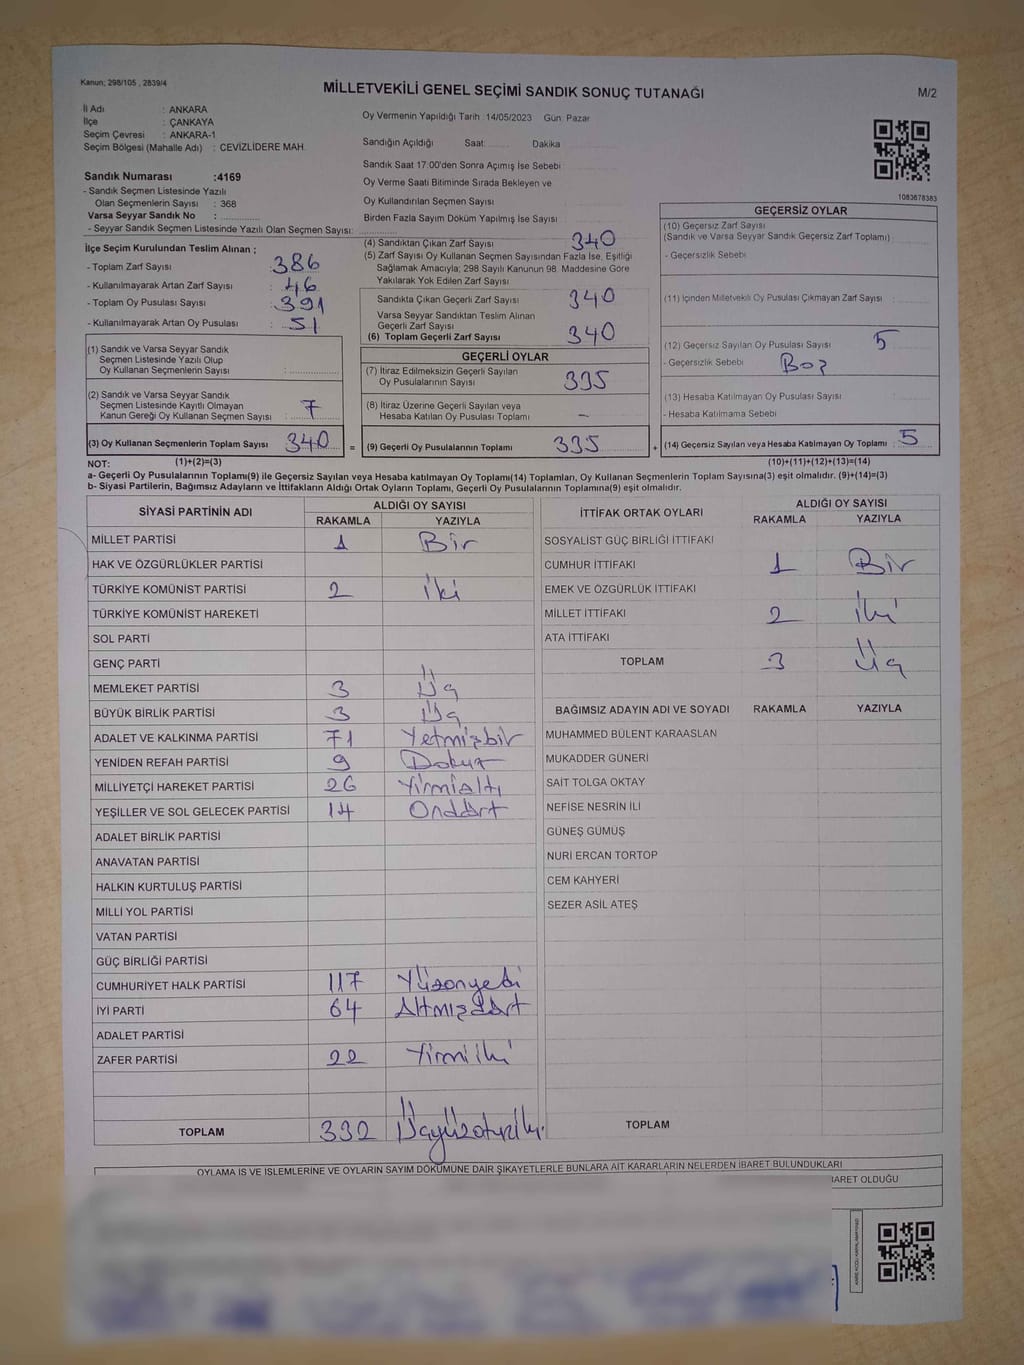 Kanun; 298/105 , 2839/4
MİLLETVEKİLİ GENEL SEÇİMİ SANDIK SONUÇ TUTANAĞI
M/2
İl Adı : ANKARA
İlçe : ÇANKAYA
Seçim Çevresi : ANKARA-1
Seçim Bölgesi (Mahalle Adı) : CEVİZLİDERE MAH.
Sandık Numarası :4169
- Sandık Seçmen Listesinde Yazılı
Olan Seçmenlerin Sayısı : 368
Varsa Seyyar Sandık No :
- Seyyar Sandık Seçmen Listesinde Yazılı Olan Seçmen Sayısı:
Oy Vermenin Yapıldığı Tarih :14/05/2023 Gün: Pazar
Sandığın Açıldığı Saat: Dakika
Sandık Saat 17:00'den Sonra Açımış İse Sebebi
Oy Verme Saati Bitiminde Sırada Bekleyen ve
Oy Kullandırılan Seçmen Sayısı
Birden Fazla Sayım Döküm Yapılmış İse Sayısı
1083678383
İlçe Seçim Kurulundan Teslim Alınan ;
- Toplam Zarf Sayısı : 386
- Kullanılmayarak Artan Zarf Sayısı : 46
- Toplam Oy Pusulası Sayısı : 391
- Kullanılmayarak Artan Oy Pusulası : 51
(1) Sandık ve Varsa Seyyar Sandık
Seçmen Listesinde Yazılı Olup
Oy Kullanan Seçmenlerin Sayısı :
(2) Sandık ve Varsa Seyyar Sandık
Seçmen Listesinde Kayıtlı Olmayan
Kanun Gereği Oy Kullanan Seçmen Sayısı : 7
(3) Oy Kullanan Seçmenlerin Toplam Sayısı 340 =
(1)+(2)=(3)
(4) Sandıktan Çıkan Zarf Sayısı 340
(5) Zarf Sayısı Oy Kullanan Seçmen Sayısından Fazla İse, Eşitliği
Sağlamak Amacıyla; 298 Sayılı Kanunun 98. Maddesine Göre
Yakılarak Yok Edilen Zarf Sayısı
Sandıkta Çıkan Geçerli Zarf Sayısı 340
Varsa Seyyar Sandıktan Teslim Alınan
Geçerli Zarf Sayısı
(6) Toplam Geçerli Zarf Sayısı 340
GEÇERLİ OYLAR
(7) İtiraz Edilmeksizin Geçerli Sayılan
Oy Pusulalarının Sayısı 335
(8) İtiraz Üzerine Geçerli Sayılan veya
Hesaba Katılan Oy Pusulası Toplamı -
(9) Geçerli Oy Pusulalarının Toplamı 335 +
GEÇERSİZ OYLAR
(10) Geçersiz Zarf Sayısı
(Sandık ve Varsa Seyyar Sandık Geçersiz Zarf Toplamı)
- Geçersizlik Sebebi
(11) İçinden Milletvekili Oy Pusulası Çıkmayan Zarf Sayısı :
(12) Geçersiz Sayılan Oy Pusulası Sayısı : 5
- Geçersizlik Sebebi : Boş
(13) Hesaba Katılmayan Oy Pusulası Sayısı :
- Hesaba Katılmama Sebebi :
(14) Geçersiz Sayılan veya Hesaba Katılmayan Oy Toplamı : 5
(10)+(11)+(12)+(13)=(14)
NOT:
a- Geçerli Oy Pusulalarının Toplamı(9) ile Geçersiz Sayılan veya Hesaba katılmayan Oy Toplamı(14) Toplamları, Oy Kullanan Seçmenlerin Toplam Sayısına(3) eşit olmalıdır. (9)+(14)=(3)
b- Siyasi Partilerin, Bağımsız Adayların ve İttifakların Aldığı Ortak Oyların Toplamı, Geçerli Oy Pusulalarının Toplamına(9) eşit olmalıdır.
SİYASİ PARTİNİN ADI
ALDIĞI OY SAYISI
RAKAMLA YAZIYLA
MİLLET PARTİSİ 1 Bir
HAK VE ÖZGÜRLÜKLER PARTİSİ
TÜRKİYE KOMÜNİST PARTİSİ 2 iki
TÜRKİYE KOMÜNİST HAREKETİ
SOL PARTİ
GENÇ PARTİ
MEMLEKET PARTİSİ 3 Üç
BÜYÜK BİRLİK PARTİSİ 3 Üç
ADALET VE KALKINMA PARTİSİ 71 Yetmişbir
YENİDEN REFAH PARTİSİ 9 Dokuz
MİLLİYETÇİ HAREKET PARTİSİ 26 Yirmialtı
YEŞİLLER VE SOL GELECEK PARTİSİ 14 Ondört
ADALET BİRLİK PARTİSİ
ANAVATAN PARTİSİ
HALKIN KURTULUŞ PARTİSİ
MİLLİ YOL PARTİSİ
VATAN PARTİSİ
GÜÇ BİRLİĞİ PARTİSİ
CUMHURİYET HALK PARTİSİ 117 Yüzonyedi
İYİ PARTİ 64 Altmışdört
ADALET PARTİSİ
ZAFER PARTİSİ 22 Yirmiiki
TOPLAM 332 Üçyüzotuziki.
İTTİFAK ORTAK OYLARI
ALDIĞI OY SAYISI
RAKAMLA YAZIYLA
SOSYALİST GÜÇ BİRLİĞİ İTTİFAKI
CUMHUR İTTİFAKI 1 Bir
EMEK VE ÖZGÜRLÜK İTTİFAKI
MİLLET İTTİFAKI 2 İki
ATA İTTİFAKI
TOPLAM 3 Üç
BAĞIMSIZ ADAYIN ADI VE SOYADI RAKAMLA YAZIYLA
MUHAMMED BÜLENT KARAASLAN
MUKADDER GÜNERİ
SAİT TOLGA OKTAY
NEFİSE NESRİN İLİ
GÜNEŞ GÜMÜŞ
NURİ ERCAN TORTOP
CEM KAHYERİ
SEZER ASİL ATEŞ
TOPLAM
OYLAMA İŞ VE İŞLEMLERİNE VE OYLARIN SAYIM DÖKÜMÜNE DAİR ŞİKAYETLERLE BUNLARA AİT KARARLARIN NELERDEN İBARET BULUNDUKLARI
İBARET OLDUĞU